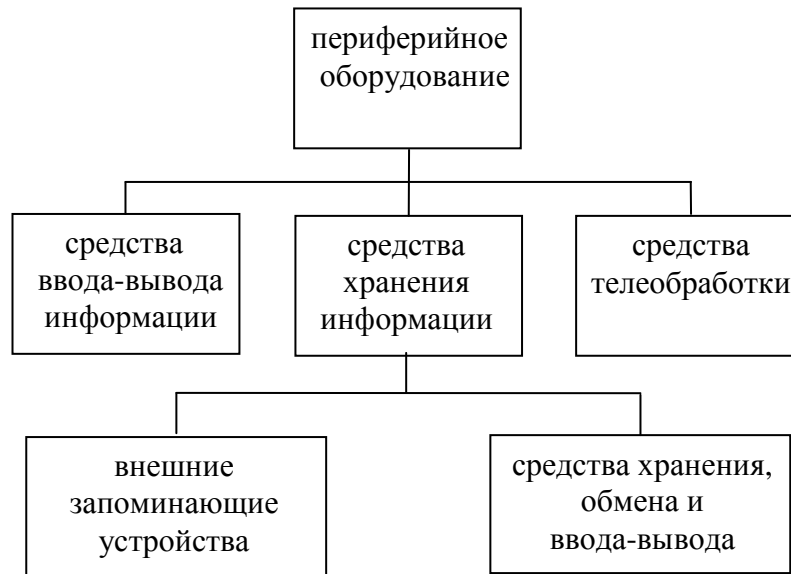 периферийное
оборудование
средства
ввода-вывода
информации
средства
хранения
информации
средства
телеобработки
внешние
запоминающие
устройства
средства хранения,
обмена и
ввода-вывода